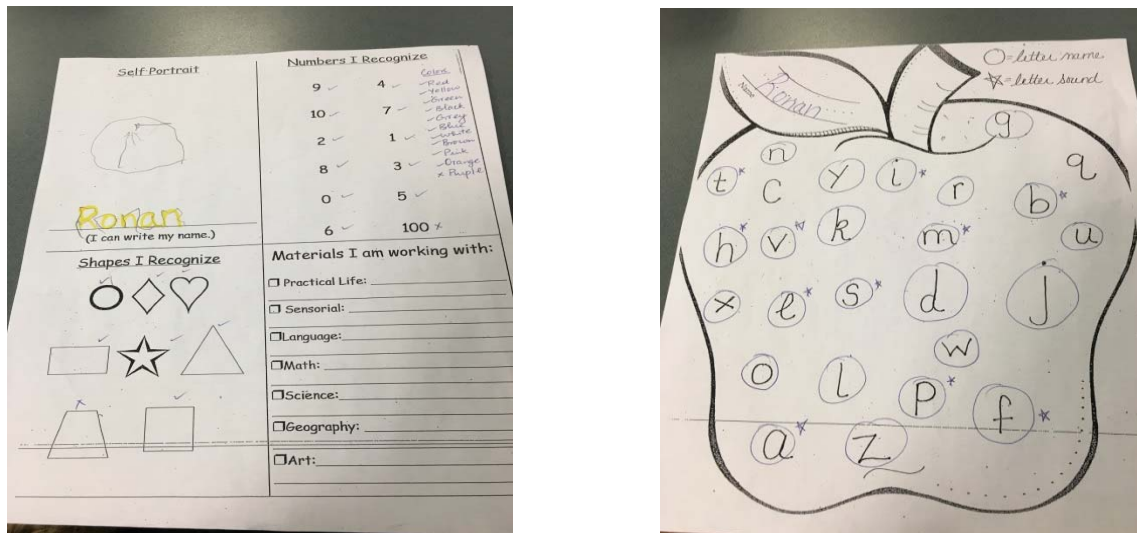 Self Portrait
Ronan
(I can write my name.)
Numbers I Recognize
9 ✓ 4 ✓
10 ✓ 7 ✓
2 ✓ 1 ✓
8 ✓ 3 ✓
0 ✓ 5 ✓
6 ✓ 100 x
Colors
✓Red
✓Yellow
✓Green
✓Black
✓Grey
✓Blue
✓White
✓Brown
✓Pink
✓Orange
x Purple
Shapes I Recognize
Materials I am working with:
Practical Life:
Sensorial:
Language:
Math:
Science:
Geography:
Art:
O=letter name
☆=letter sound
Name Ronan
g
n q
t c y i r b
h v k m u
x e s d j
w
o l p f
a z